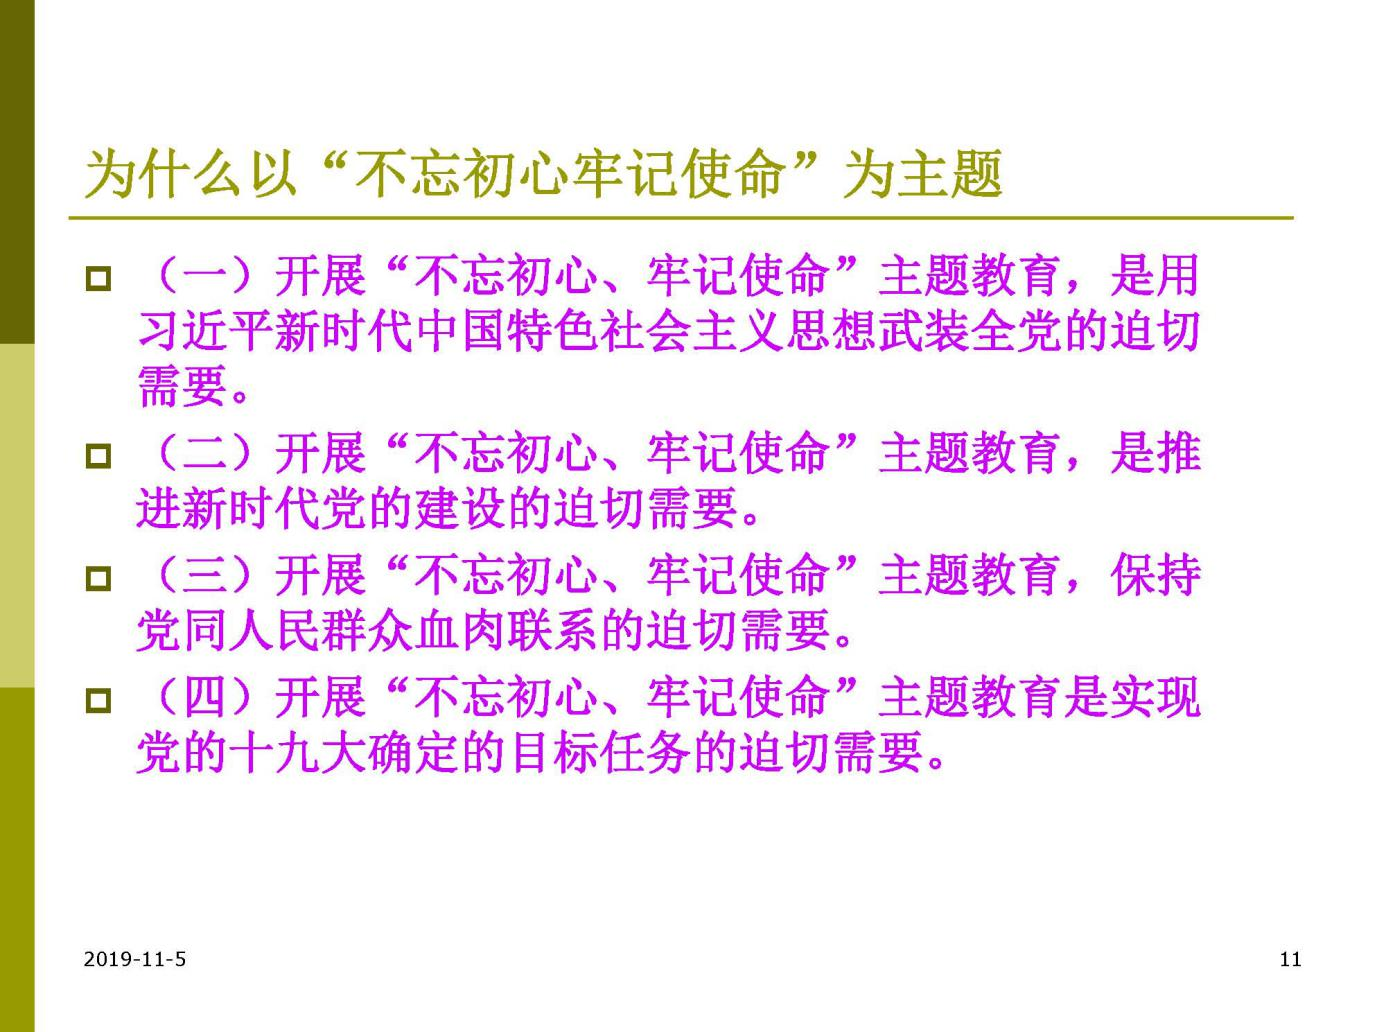 为什么以“不忘初心牢记使命”为主题
（一）开展“不忘初心、牢记使命”主题教育，是用
习近平新时代中国特色社会主义思想武装全党的迫切
需要。
（二）开展“不忘初心、牢记使命”主题教育，是推
进新时代党的建设的迫切需要。
（三）开展“不忘初心、牢记使命”主题教育，保持
党同人民群众血肉联系的迫切需要。
（四）开展“不忘初心、牢记使命”主题教育是实现
党的十九大确定的目标任务的迫切需要。
2019-11-5
11